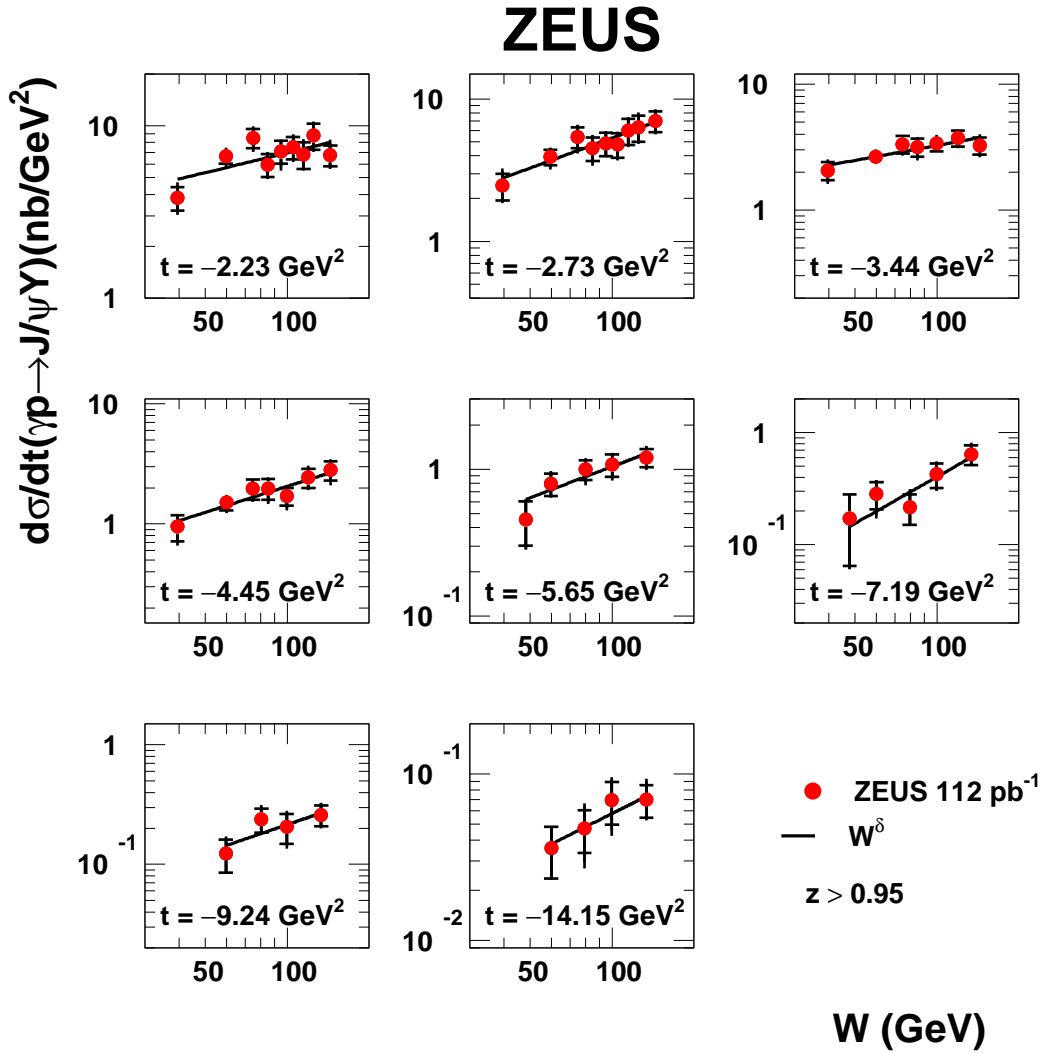 ZEUS
dσ/dt(γp→J/ψY)(nb/GeV²)
10
1
t = −2.23 GeV²
50 100
10
1
t = −2.73 GeV²
50 100
10
1
t = −3.44 GeV²
50 100
10
1
t = −4.45 GeV²
50 100
1
10⁻¹
t = −5.65 GeV²
50 100
1
10⁻¹
t = −7.19 GeV²
50 100
1
10⁻¹
t = −9.24 GeV²
50 100
10⁻¹
10⁻²
t = −14.15 GeV²
50 100
ZEUS 112 pb⁻¹
W^δ
z > 0.95
W (GeV)